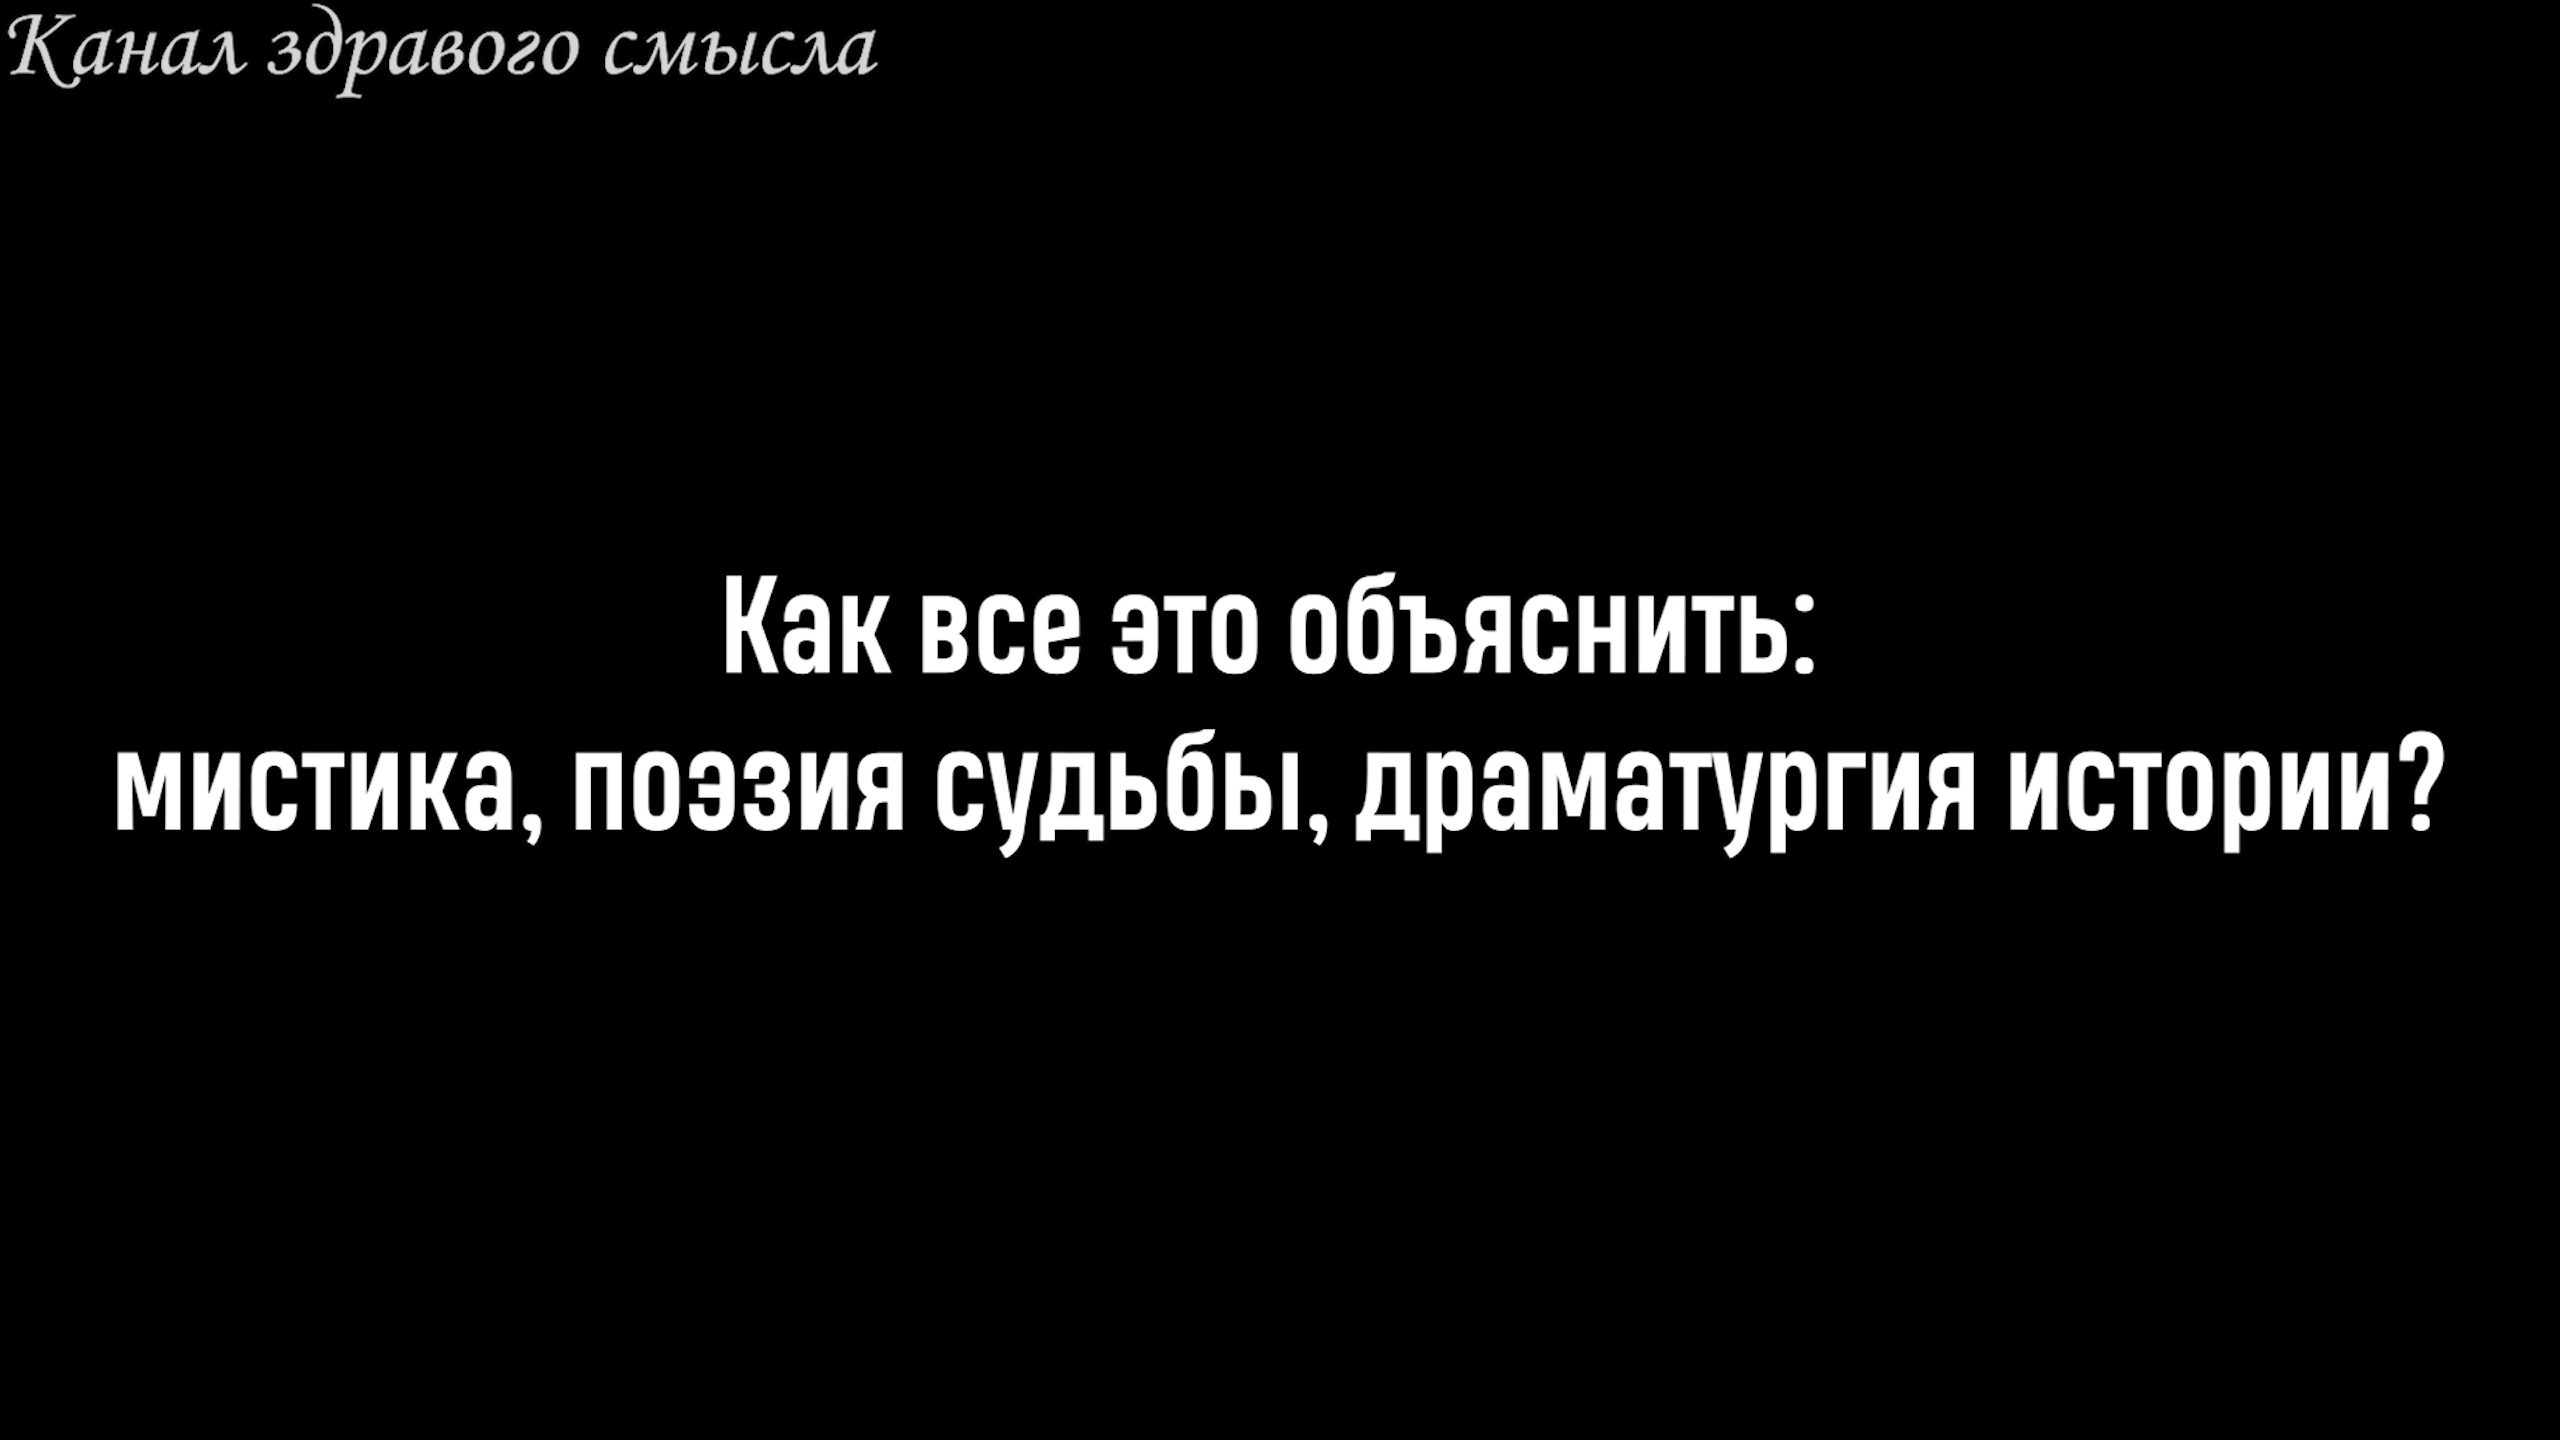 Канал здравого смысла
Как все это объяснить:
мистика, поэзия судьбы, драматургия истории?